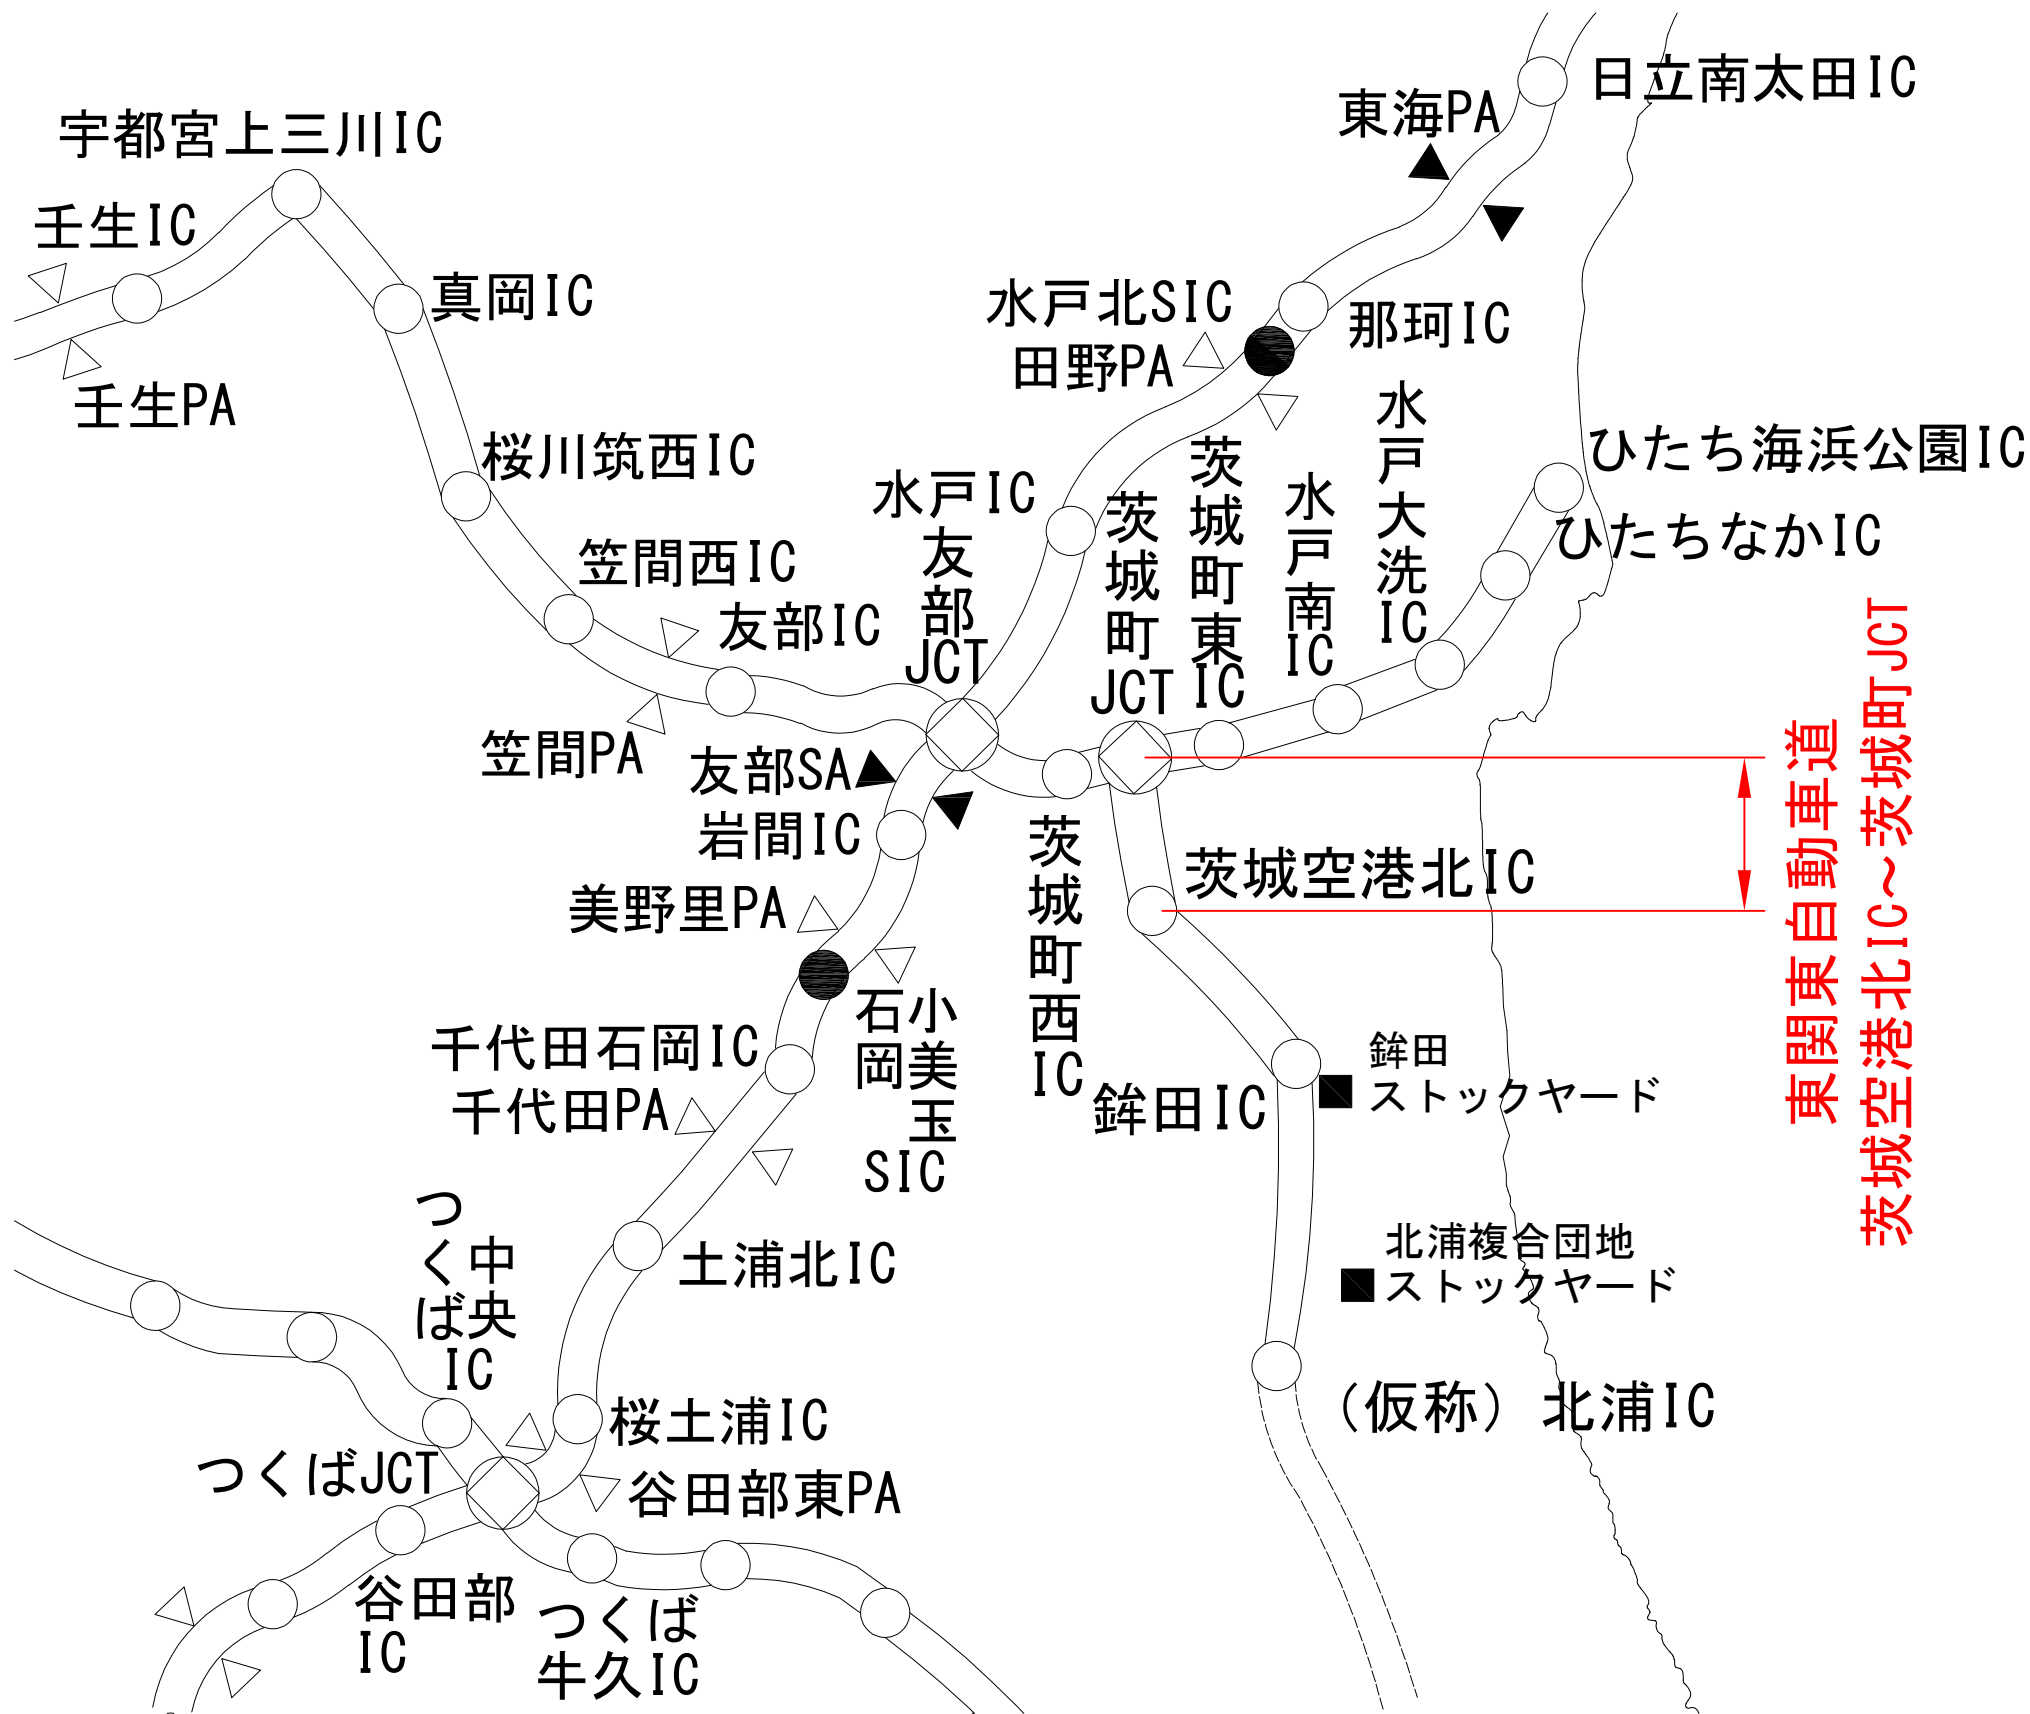 日立南太田IC
東海PA
宇都宮上三川IC
壬生IC
真岡IC
水戸北SIC
那珂IC
田野PA
壬生PA
桜川筑西IC
水戸IC
水戸友部JCT
茨城町JCT
茨城町東IC
水戸南IC
水戸大洗IC
ひたち海浜公園IC
ひたちなかIC
笠間西IC
友部IC
笠間PA
友部SA
岩間IC
美野里PA
茨城町西IC
茨城空港北IC
東関東自動車道
茨城空港北IC~茨城町JCT
石岡小美玉SIC
千代田石岡IC
千代田PA
鉾田IC
鉾田
ストックヤード
北浦複合団地
ストックヤード
土浦北IC
つくば中央IC
(仮称)北浦IC
桜土浦IC
つくばJCT
谷田部東PA
谷田部
IC
つくば
牛久IC